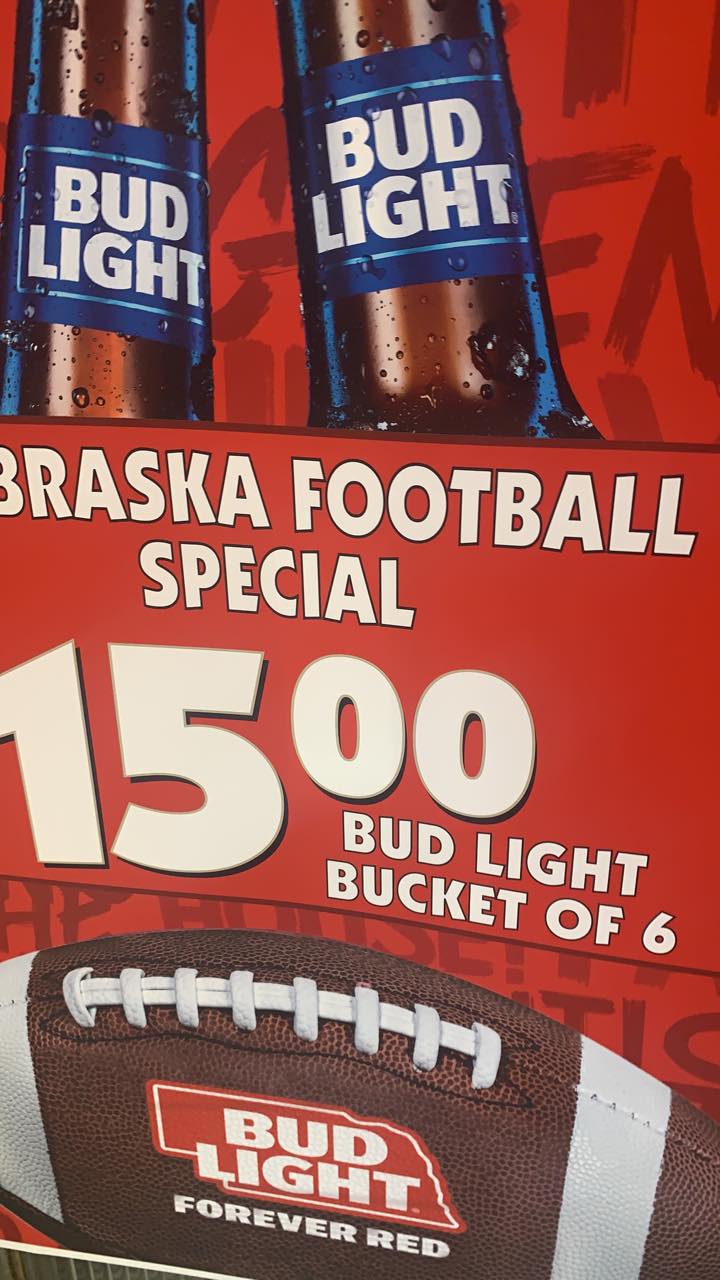 BUD
LIGHT
BUD
LIGHT
BRASKA FOOTBALL
SPECIAL
1500
BUD LIGHT
BUCKET OF 6
BUD
LIGHT
FOREVER RED